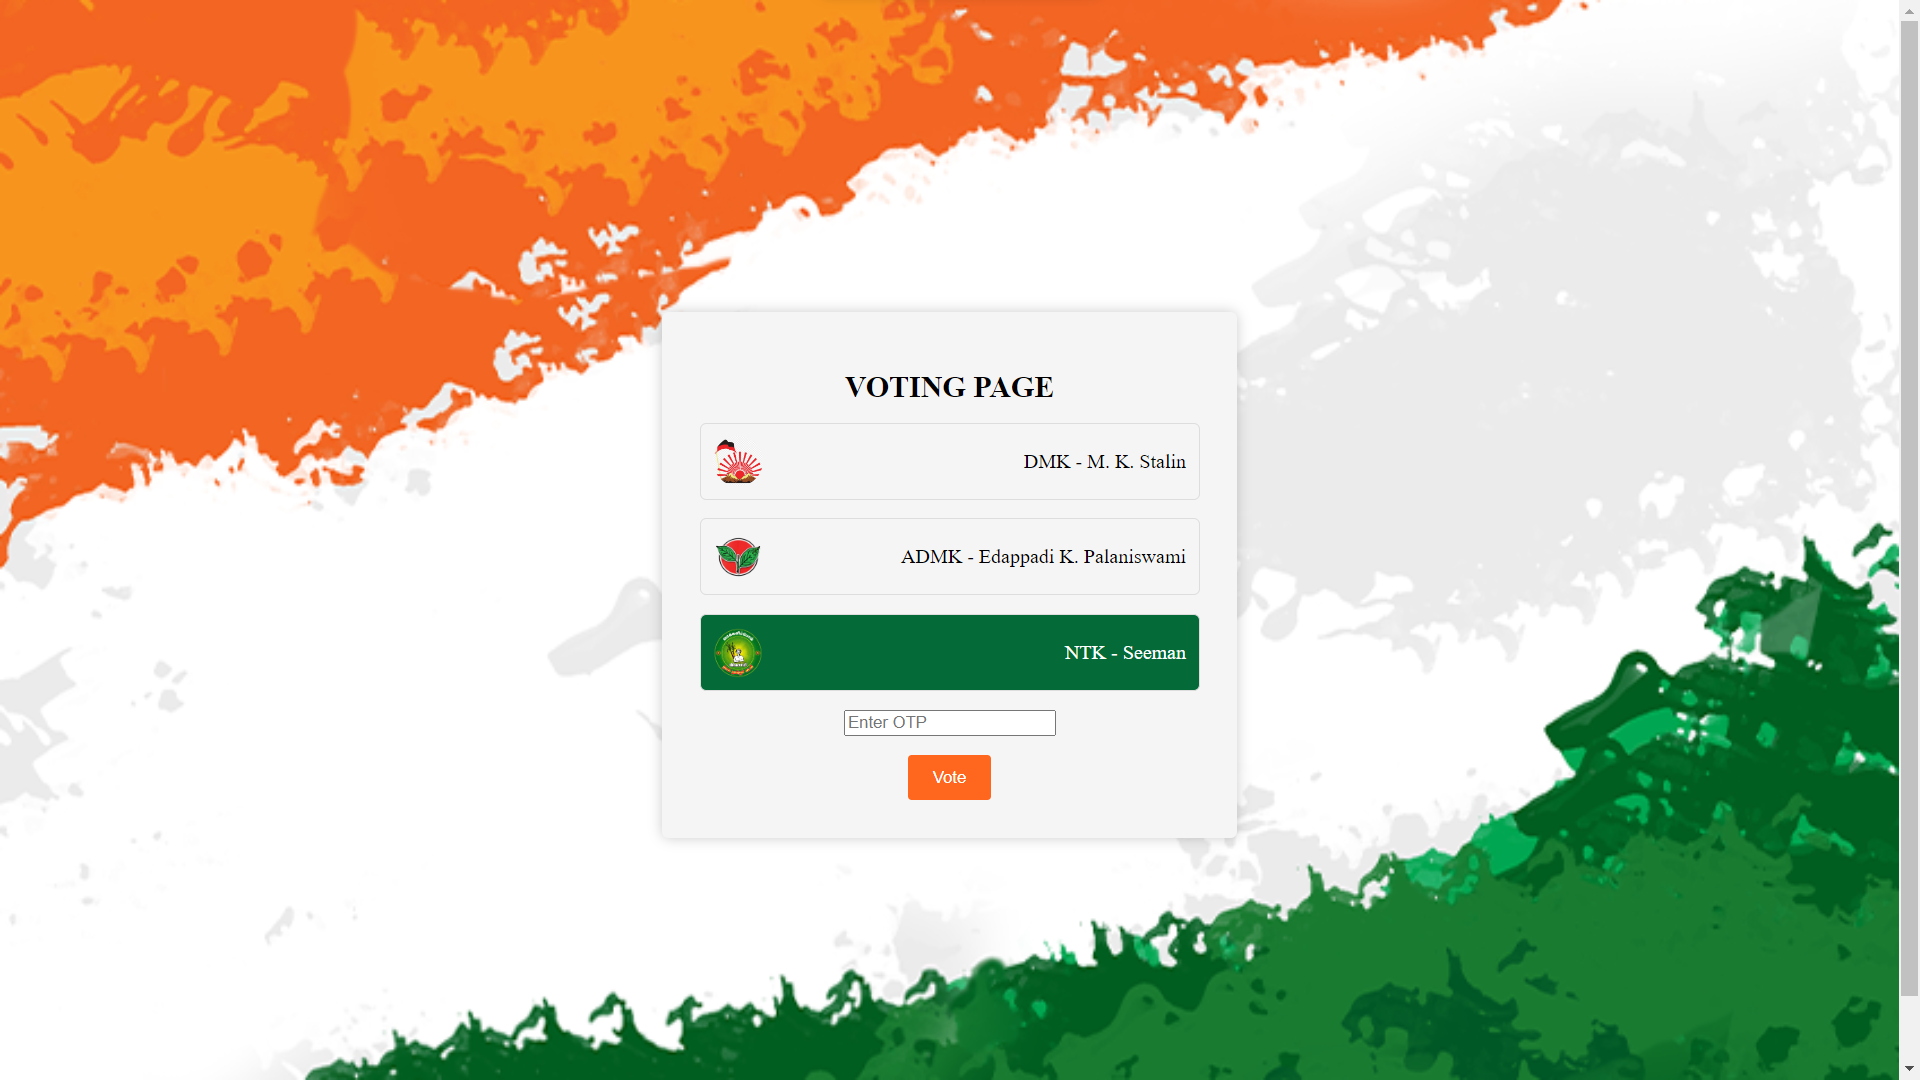 VOTING PAGE
DMK - M. K. Stalin
ADMK - Edappadi K. Palaniswami
NTK - Seeman
Enter OTP
Vote